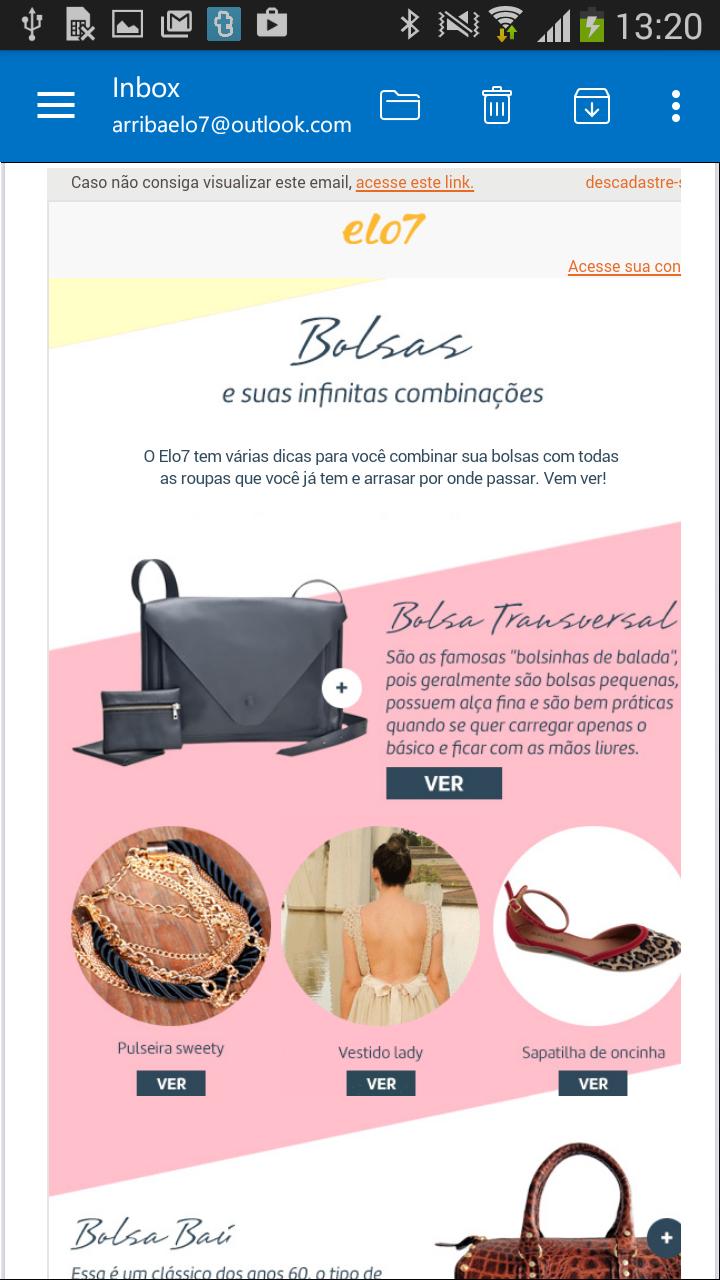 13:20
Inbox
arribaelo7@outlook.com
Caso não consiga visualizar este email, acesse este link.
descadastre-s
elo7
Acesse sua con
Bolsas
e suas infinitas combinações
O Elo7 tem várias dicas para você combinar sua bolsas com todas
as roupas que você já tem e arrasar por onde passar. Vem ver!
Bolsa Transversal
São as famosas "bolsinhas de balada",
pois geralmente são bolsas pequenas,
possuem alça fina e são bem práticas
quando se quer carregar apenas o
básico e ficar com as mãos livres.
VER
Pulseira sweety
Vestido lady
Sapatilha de oncinha
VER
VER
VER
Bolsa Baú
Essa é um clássico dos anos 60, o tipo de